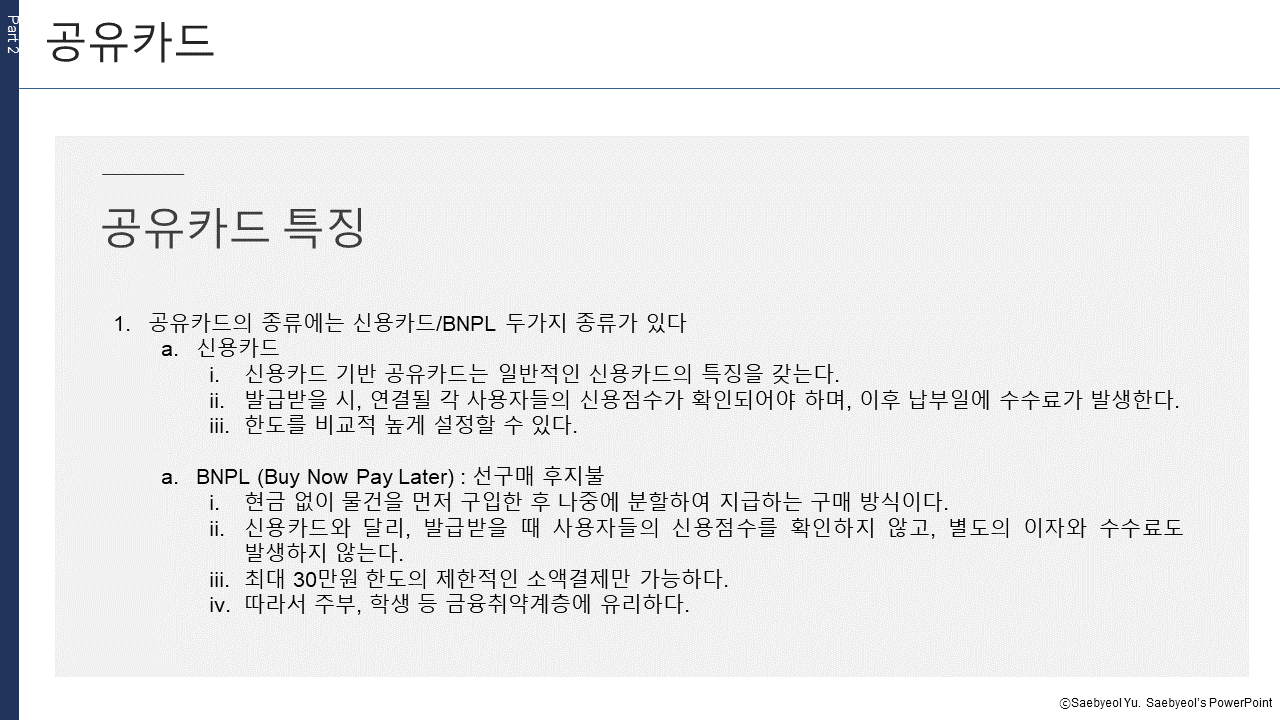 Part 2
공유카드
공유카드 특징
1. 공유카드의 종류에는 신용카드/BNPL 두가지 종류가 있다
a. 신용카드
i. 신용카드 기반 공유카드는 일반적인 신용카드의 특징을 갖는다.
ii. 발급받을 시, 연결될 각 사용자들의 신용점수가 확인되어야 하며, 이후 납부일에 수수료가 발생한다.
iii. 한도를 비교적 높게 설정할 수 있다.
a. BNPL (Buy Now Pay Later) : 선구매 후지불
i. 현금 없이 물건을 먼저 구입한 후 나중에 분할하여 지급하는 구매 방식이다.
ii. 신용카드와 달리, 발급받을 때 사용자들의 신용점수를 확인하지 않고, 별도의 이자와 수수료도
발생하지 않는다.
iii. 최대 30만원 한도의 제한적인 소액결제만 가능하다.
iv. 따라서 주부, 학생 등 금융취약계층에 유리하다.
ⓒSaebyeol Yu. Saebyeol's PowerPoint